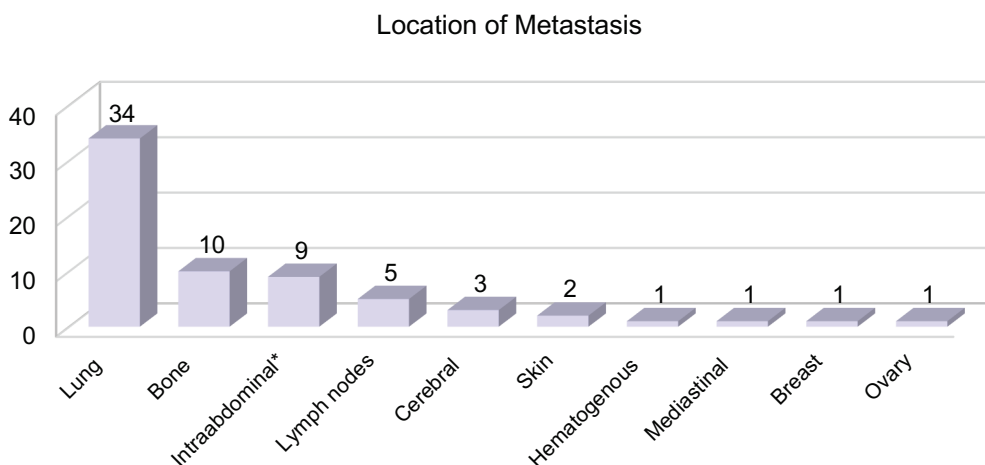 Location of Metastasis
40
30
20
10
0
34
10
9
5
3
2
1
1
1
1
Lung
Bone
Intraabdominal*
Lymph nodes
Cerebral
Skin
Hematogenous
Mediastinal
Breast
Ovary